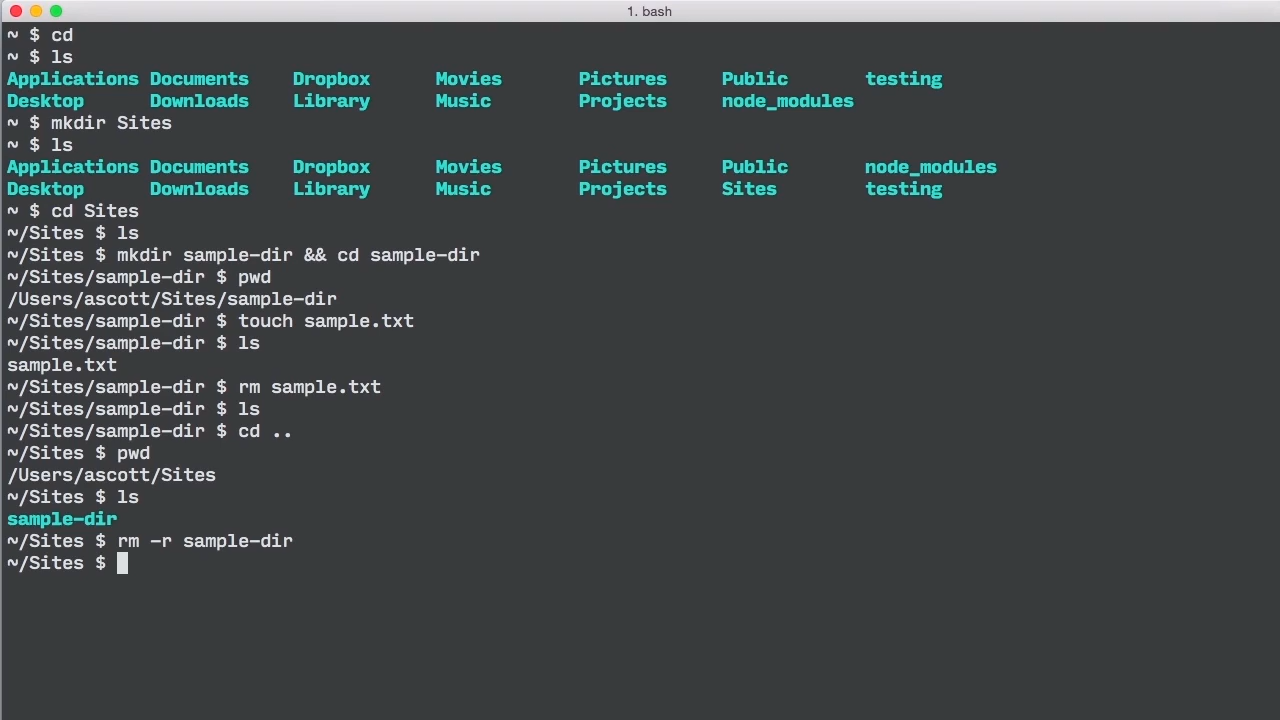 1. bash
~ $ cd
~ $ ls
Applications Documents Dropbox Movies Pictures Public testing
Desktop Downloads Library Music Projects node_modules
~ $ mkdir Sites
~ $ ls
Applications Documents Dropbox Movies Pictures Public node_modules
Desktop Downloads Library Music Projects Sites testing
~ $ cd Sites
~/Sites $ ls
~/Sites $ mkdir sample-dir && cd sample-dir
~/Sites/sample-dir $ pwd
/Users/ascott/Sites/sample-dir
~/Sites/sample-dir $ touch sample.txt
~/Sites/sample-dir $ ls
sample.txt
~/Sites/sample-dir $ rm sample.txt
~/Sites/sample-dir $ ls
~/Sites/sample-dir $ cd ..
~/Sites $ pwd
/Users/ascott/Sites
~/Sites $ ls
sample-dir
~/Sites $ rm -r sample-dir
~/Sites $